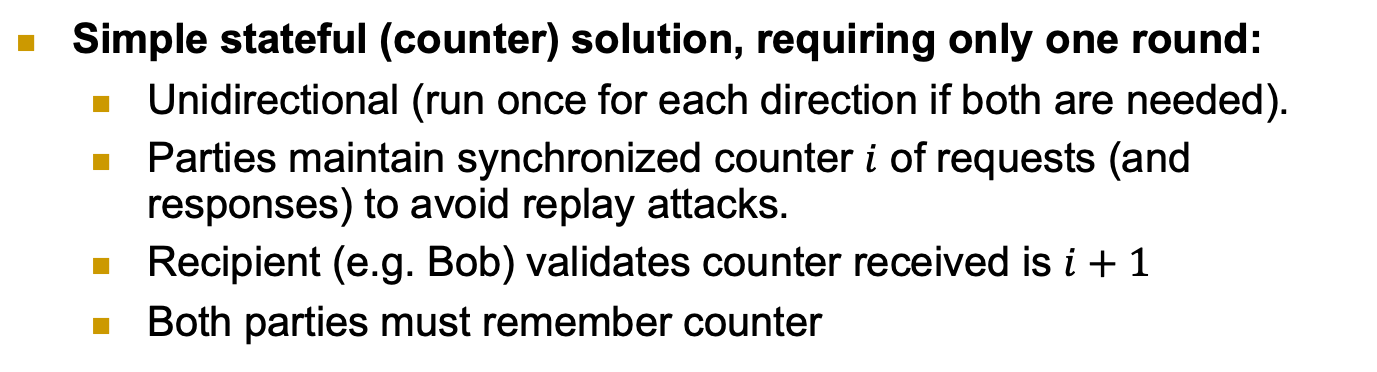 Simple stateful (counter) solution, requiring only one round:
Unidirectional (run once for each direction if both are needed).
Parties maintain synchronized counter i of requests (and
responses) to avoid replay attacks.
Recipient (e.g. Bob) validates counter received is i + 1
Both parties must remember counter